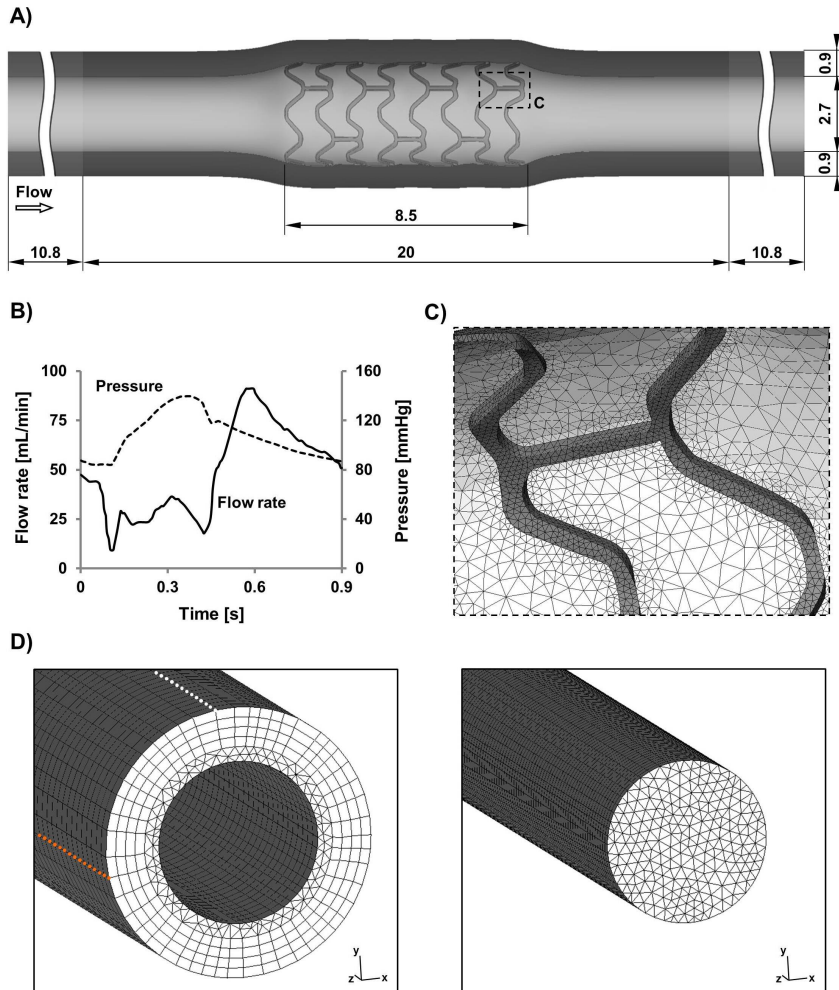 A)
C
0.9
2.7
0.9
Flow
8.5
10.8
20
10.8
B)
100
75
50
25
0
Flow rate [mL/min]
Pressure
Flow rate
160
120
80
40
0
Pressure [mmHg]
0
0.3
0.6
0.9
Time [s]
C)
D)
y
z
x
y
z
x